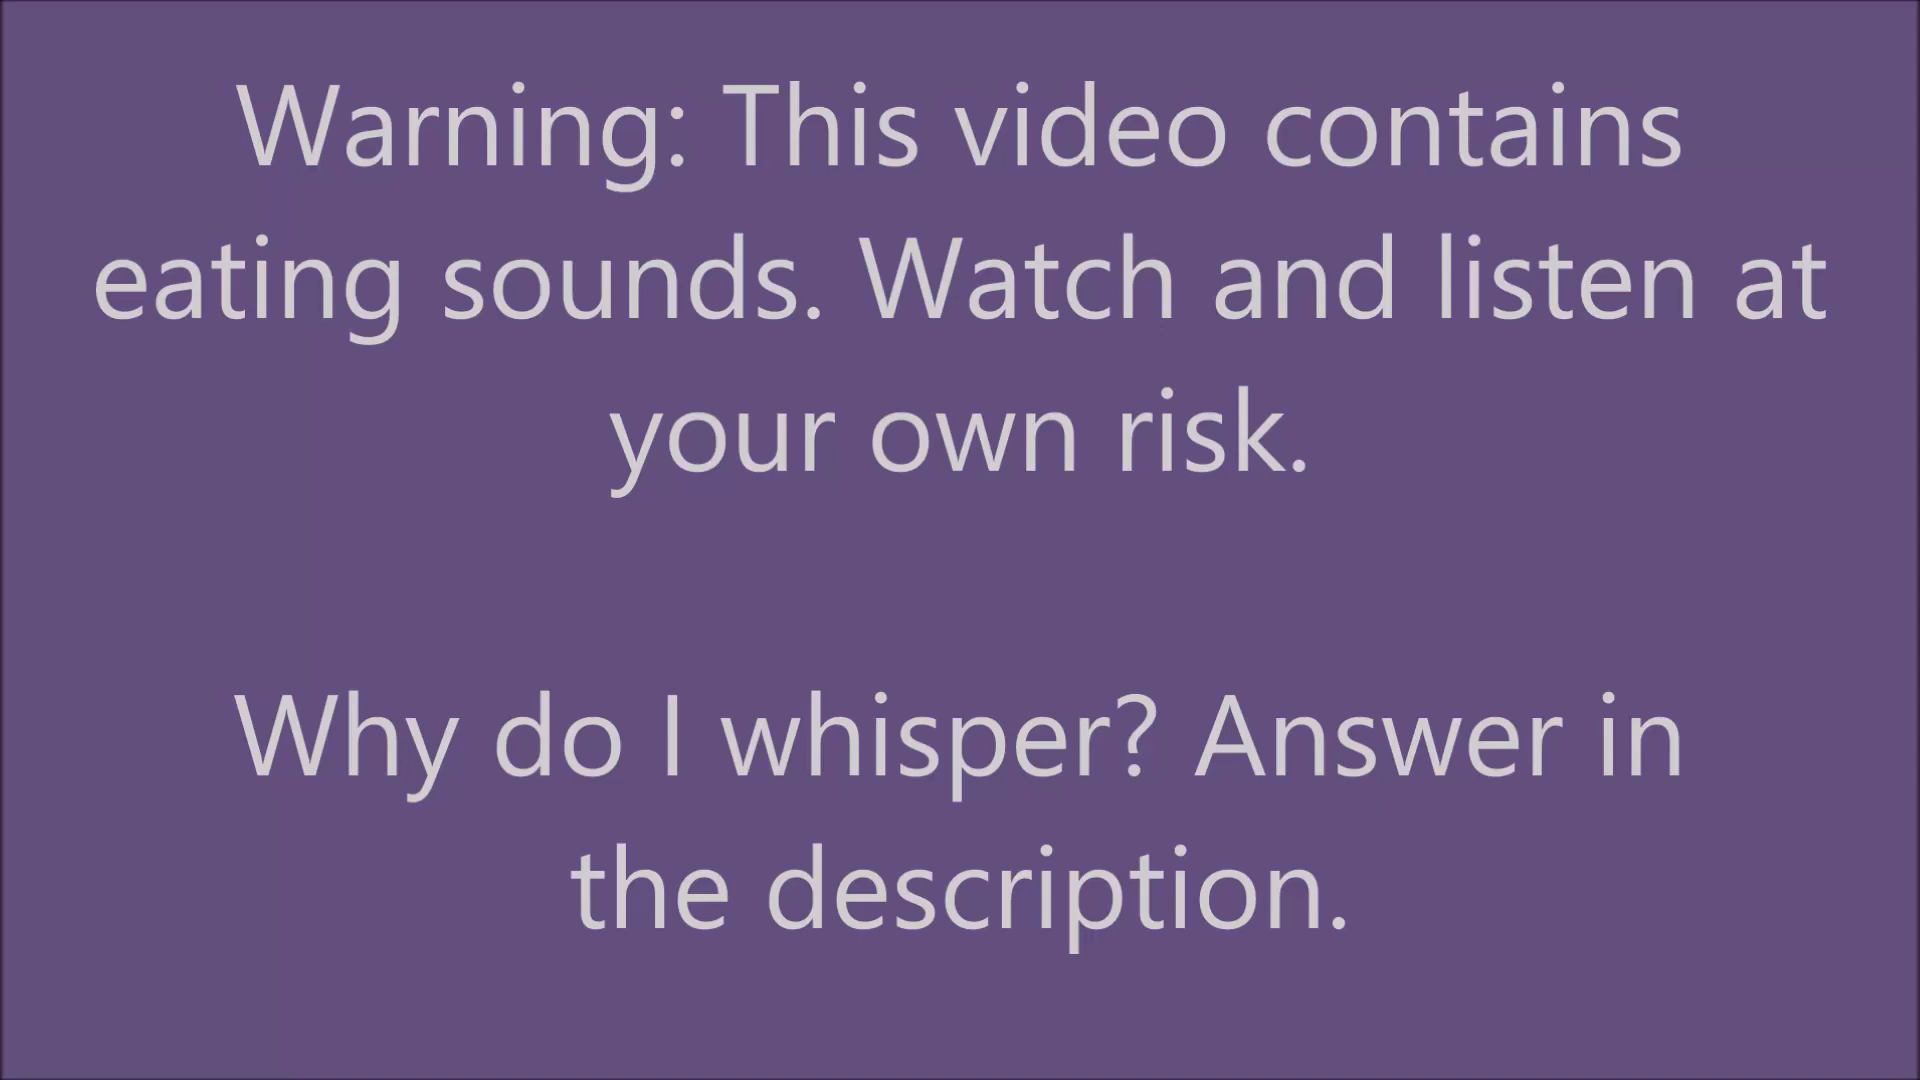 Warning: This video contains
eating sounds. Watch and listen at
your own risk.
Why do I whisper? Answer in
the description.